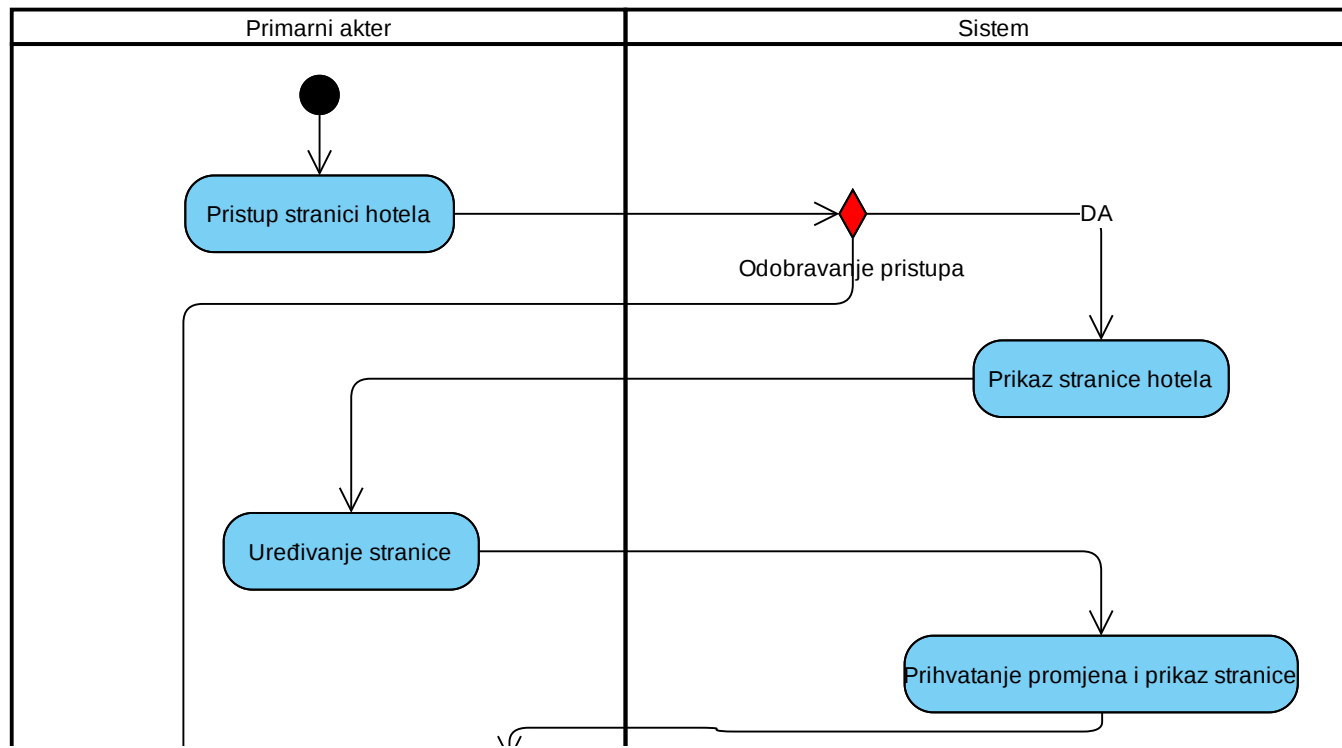 Primarni akter
Sistem
Pristup stranici hotela
DA
Odobravanje pristupa
Prikaz stranice hotela
Uređivanje stranice
Prihvatanje promjena i prikaz stranice